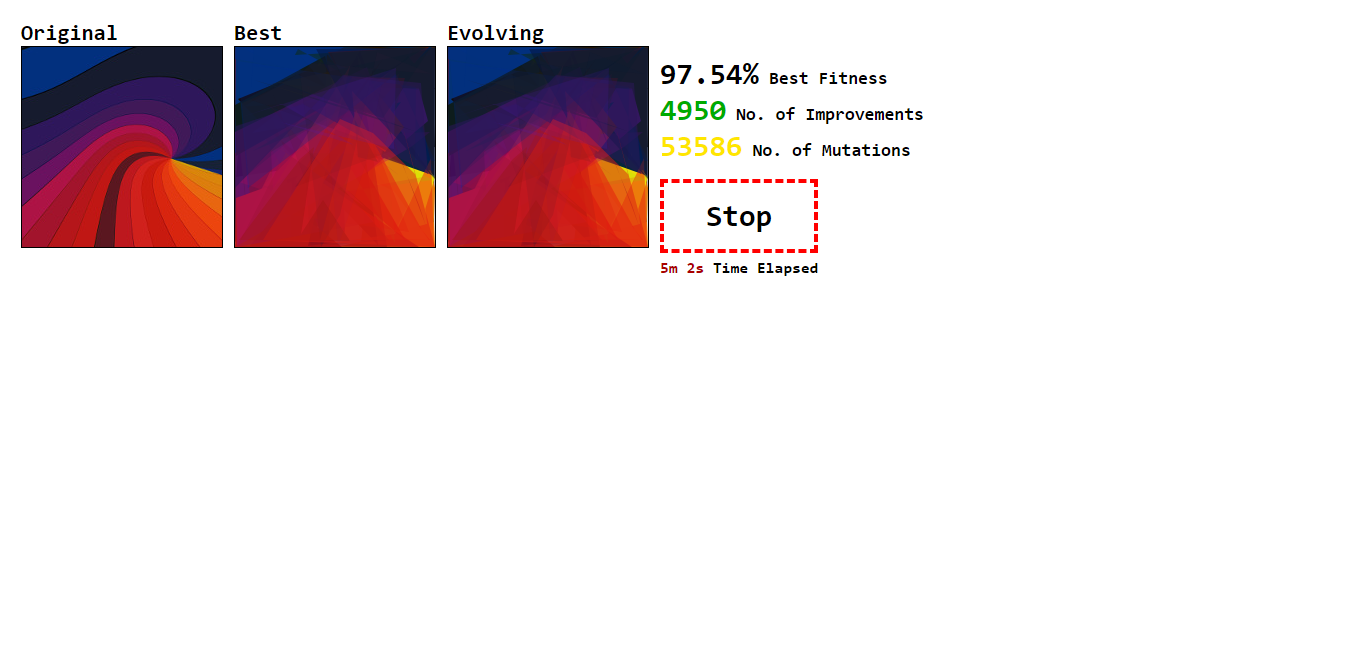 Original
Best
Evolving
97.54% Best Fitness
4950 No. of Improvements
53586 No. of Mutations
Stop
5m 2s Time Elapsed